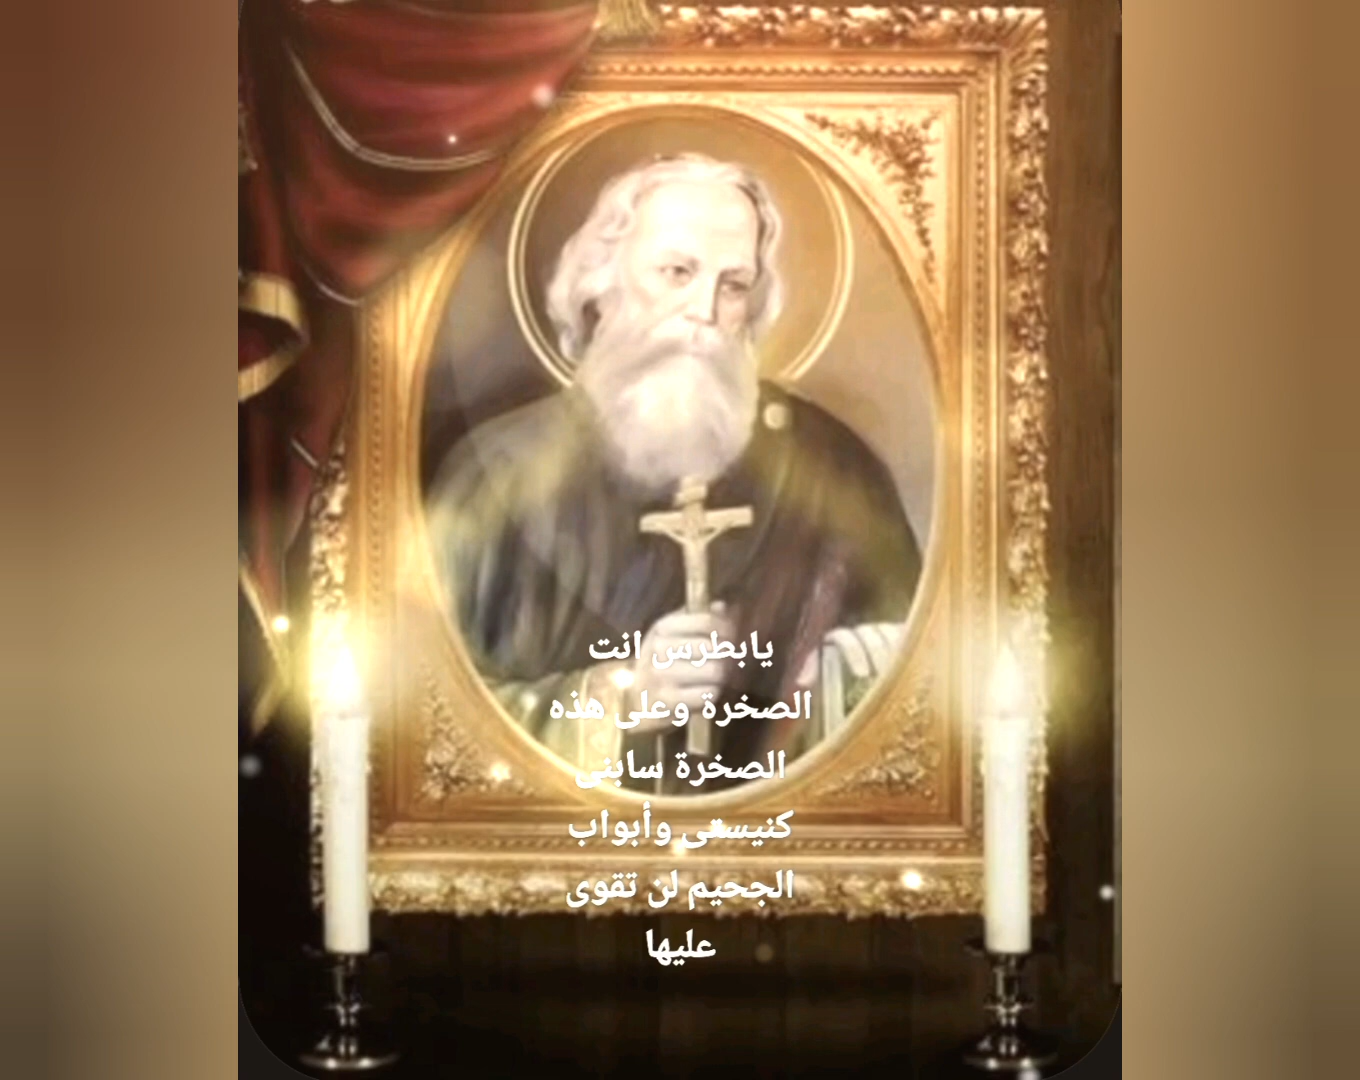 يابطرس انت
الصخرة وعلى هذه
الصخرة سابنى
كنيستى وأبواب
الجحيم لن تقوى
عليها